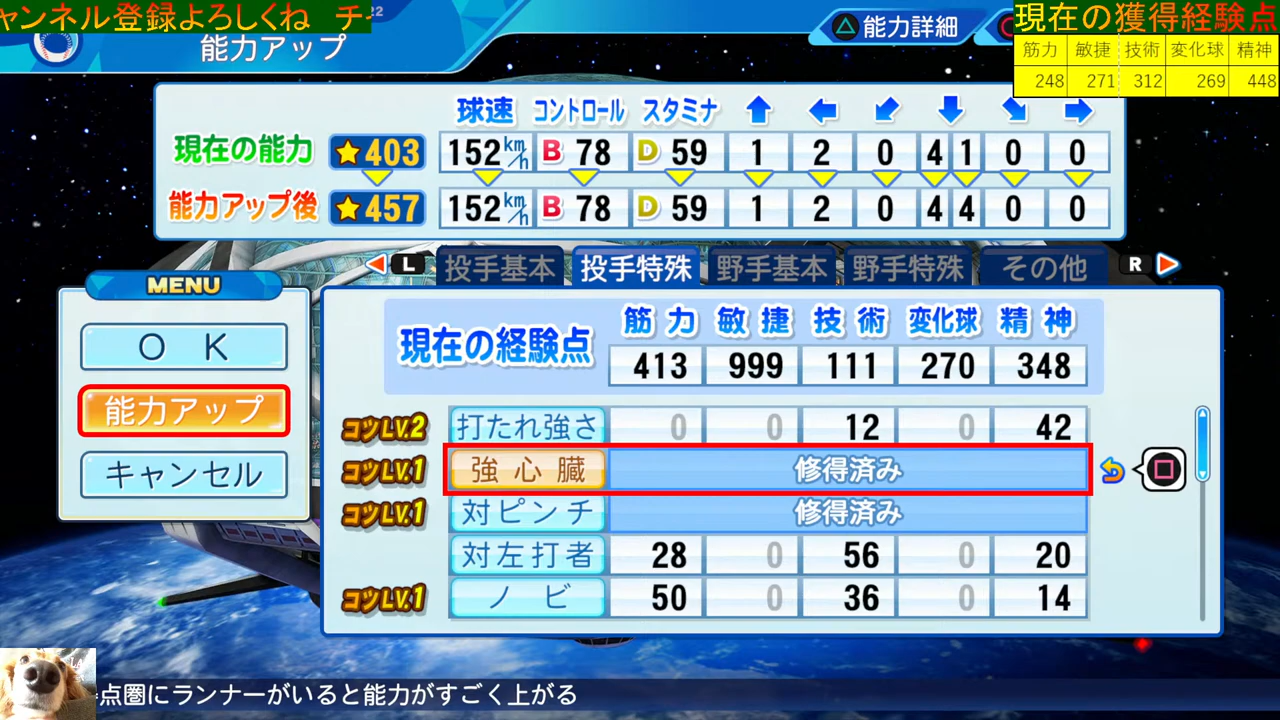 ャンネル登録よろしくね チ
22
能力アップ
能力詳細
現在の獲得経験点
筋力 敏捷 技術 変化球 精神
248 271 312 269 448
球速 コントロール スタミナ
現在の能力 403 152km/h B 78 D 59 1 2 0 4 1 0 0
能力アップ後 457 152km/h B 78 D 59 1 2 0 4 4 0 0
L 投手基本 投手特殊 野手基本 野手特殊 その他 R
MENU
OK
能力アップ
キャンセル
現在の経験点
筋力 敏捷 技術 変化球 精神
413 999 111 270 348
コツLV.2 打たれ強さ 0 0 12 0 42
コツLV.1 強心臓 修得済み
コツLV.1 対ピンチ 修得済み
対左打者 28 0 56 0 20
コツLV.1 ノビ 50 0 36 0 14
点圏にランナーがいると能力がすごく上がる